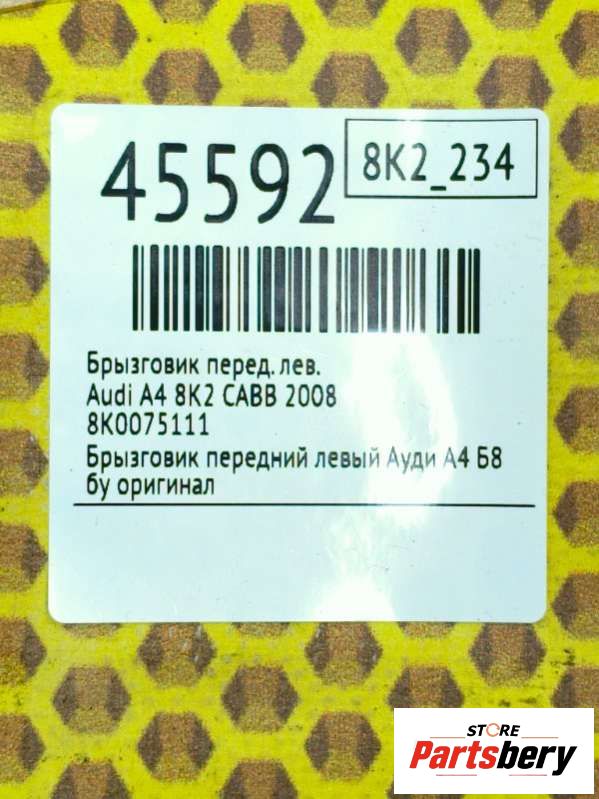 45592
8K2_234
Брызговик перед. лев.
Audi A4 8K2 CABB 2008
8K0075111
Брызговик передний левый Ауди А4 Б8
бу оригинал
STORE
Partsbery